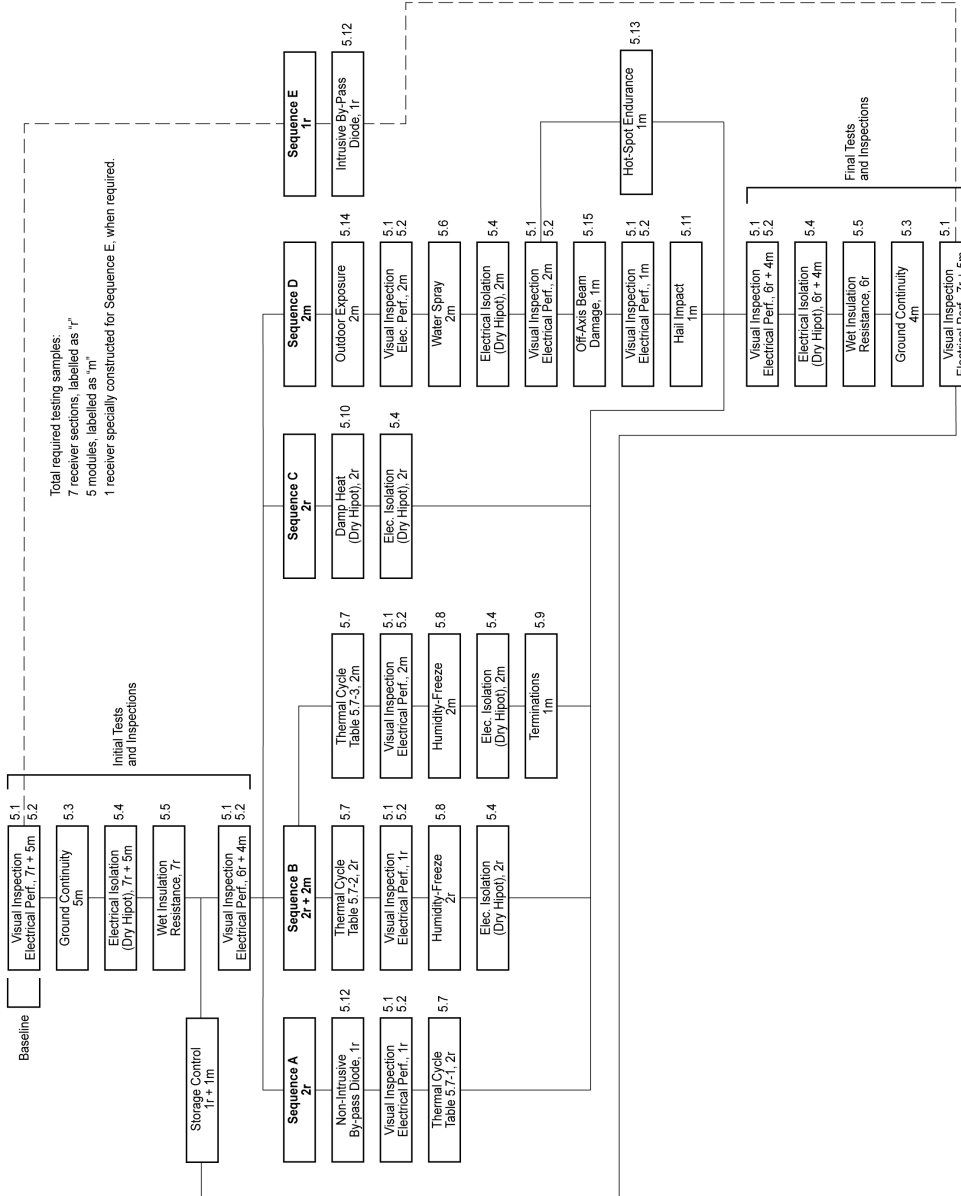 Total required testing samples:
7 receiver sections, labelled as "r"
5 modules, labelled as "m"
1 receiver specially constructed for Sequence E, when required.
Baseline
Visual Inspection
Electrical Perf., 7r + 5m
5.1
5.2
Ground Continuity
5m
5.3
Electrical Isolation
(Dry Hipot), 7r + 5m
5.4
Wet Insulation
Resistance, 7r
5.5
Visual Inspection
Electrical Perf., 6r + 4m
5.1
5.2
Initial Tests
and Inspections
Storage Control
1r + 1m
Sequence A
2r
Non-Intrusive
By-pass Diode, 1r
5.12
Visual Inspection
Electrical Perf., 1r
5.1
5.2
Thermal Cycle
Table 5.7-1, 2r
5.7
Sequence B
2r + 2m
Thermal Cycle
Table 5.7-2, 2r
5.7
Visual Inspection
Electrical Perf., 1r
5.1
5.2
Humidity-Freeze
2r
5.8
Elec. Isolation
(Dry Hipot), 2r
5.4
Thermal Cycle
Table 5.7-3, 2m
5.7
Visual Inspection
Electrical Perf., 2m
5.1
5.2
Humidity-Freeze
2m
5.8
Elec. Isolation
(Dry Hipot), 2m
5.4
Terminations
1m
5.9
Sequence C
2r
Damp Heat
(Dry Hipot), 2r
5.10
Elec. Isolation
(Dry Hipot), 2r
5.4
Sequence D
2m
Outdoor Exposure
2m
5.14
Visual Inspection
Elec. Perf., 2m
5.1
5.2
Water Spray
2m
5.6
Electrical Isolation
(Dry Hipot), 2m
5.4
Visual Inspection
Electrical Perf., 2m
5.1
5.2
Off-Axis Beam
Damage, 1m
5.15
Visual Inspection
Electrical Perf., 1m
5.1
5.2
Hail Impact
1m
5.11
Sequence E
1r
Intrusive By-Pass
Diode, 1r
5.12
Hot-Spot Endurance
1m
5.13
Final Tests
and Inspections
Visual Inspection
Electrical Perf., 6r + 4m
5.1
5.2
Electrical Isolation
(Dry Hipot), 6r + 4m
5.4
Wet Insulation
Resistance, 6r
5.5
Ground Continuity
4m
5.3
Visual Inspection
Electrical Perf., 7r + 5m
5.1